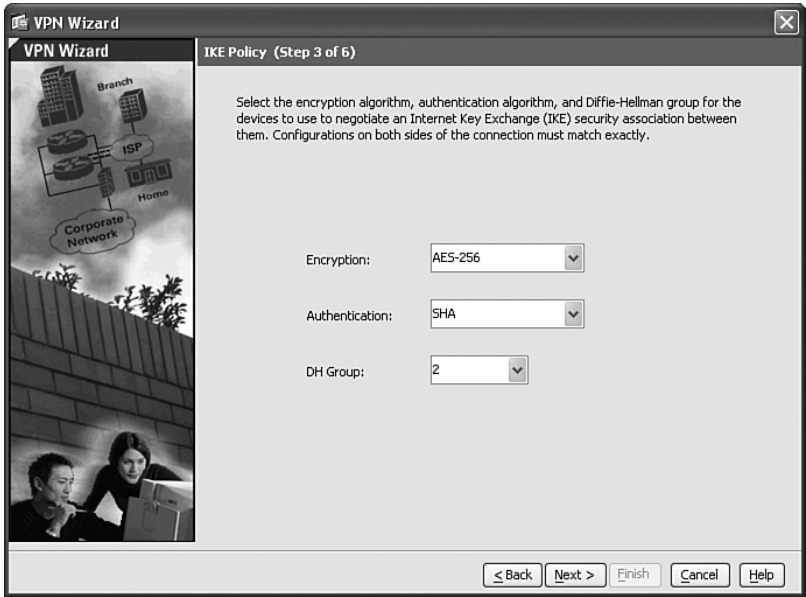 VPN Wizard
VPN Wizard
IKE Policy (Step 3 of 6)
Branch
ISP
Home
Corporate
Network
Select the encryption algorithm, authentication algorithm, and Diffie-Hellman group for the
devices to use to negotiate an Internet Key Exchange (IKE) security association between
them. Configurations on both sides of the connection must match exactly.
Encryption: AES-256
Authentication: SHA
DH Group: 2
< Back Next > Finish Cancel Help